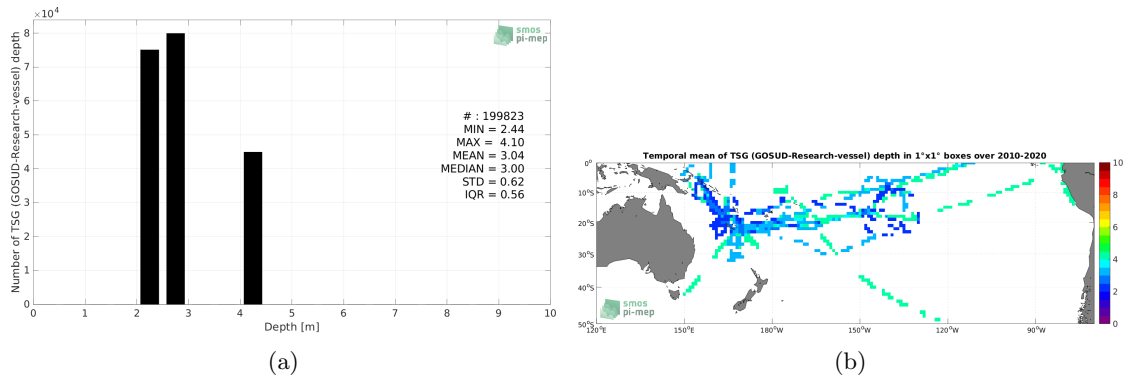 ×10⁴
8
7
6
5
4
3
2
1
0
Number of TSG (GOSUD-Research-vessel) depth
smos
pi-mep
# : 199823
MIN = 2.44
MAX = 4.10
MEAN = 3.04
MEDIAN = 3.00
STD = 0.62
IQR = 0.56
0 1 2 3 4 5 6 7 8 9 10
Depth [m]
(a)
Temporal mean of TSG (GOSUD-Research-vessel) depth in 1°x1° boxes over 2010-2020
0°
10°S
20°S
30°S
40°S
50°S
120°E 150°E 180°W 150°W 120°W 90°W
smos
pi-mep
10
8
6
4
2
0
(b)